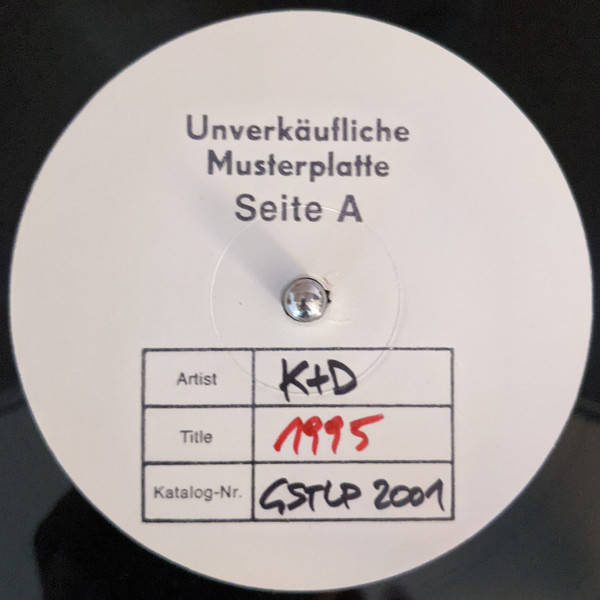 Unverkäufliche
Musterplatte
Seite A
Artist K+D
Title 1995
Katalog-Nr. GSTLP 2001